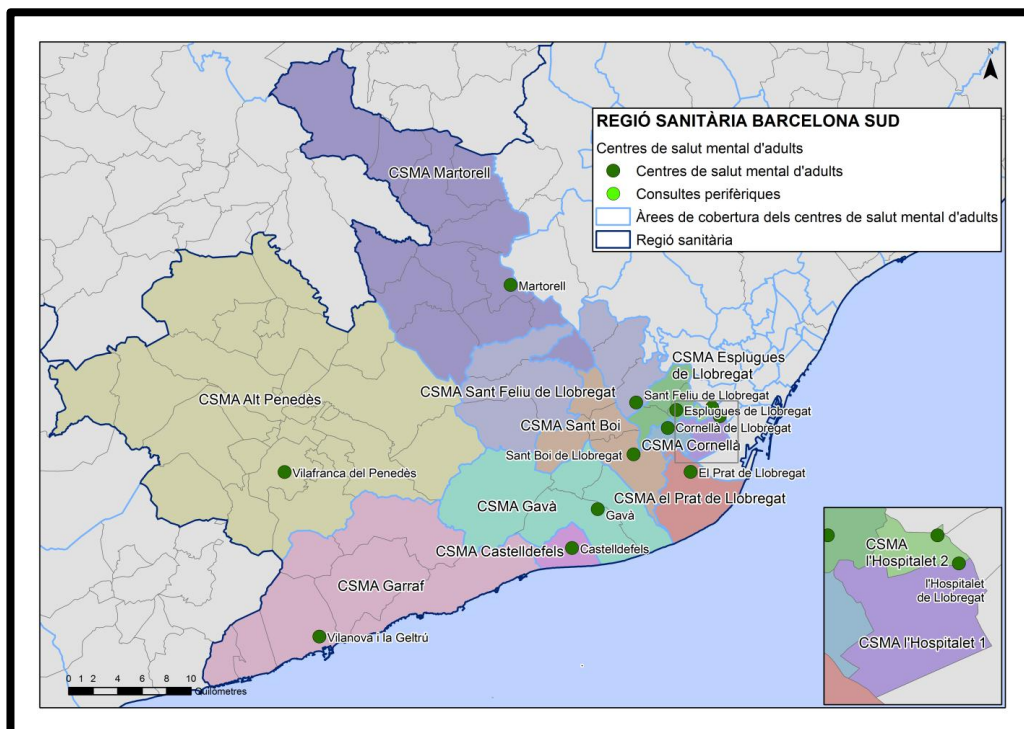 N
REGIÓ SANITÀRIA BARCELONA SUD
Centres de salut mental d'adults
Centres de salut mental d'adults
Consultes perifèriques
Àrees de cobertura dels centres de salut mental d'adults
Regió sanitària
CSMA Martorell
Martorell
CSMA Esplugues
de Llobregat
CSMA Sant Feliu de Llobregat
Sant Feliu de Llobregat
CSMA Alt Penedès
Esplugues de Llobregat
CSMA Sant Boi
Cornellà de Llobregat
CSMA Cornellà
Sant Boi de Llobregat
Vilafranca del Penedès
El Prat de Llobregat
CSMA el Prat de Llobregat
CSMA Gavà
Gavà
CSMA Castelldefels
Castelldefels
CSMA Garraf
Vilanova i la Geltrú
CSMA
l'Hospitalet 2
l'Hospitalet
de Llobregat
CSMA l'Hospitalet 1
0 1 2 4 6 8 10
Quilòmetres